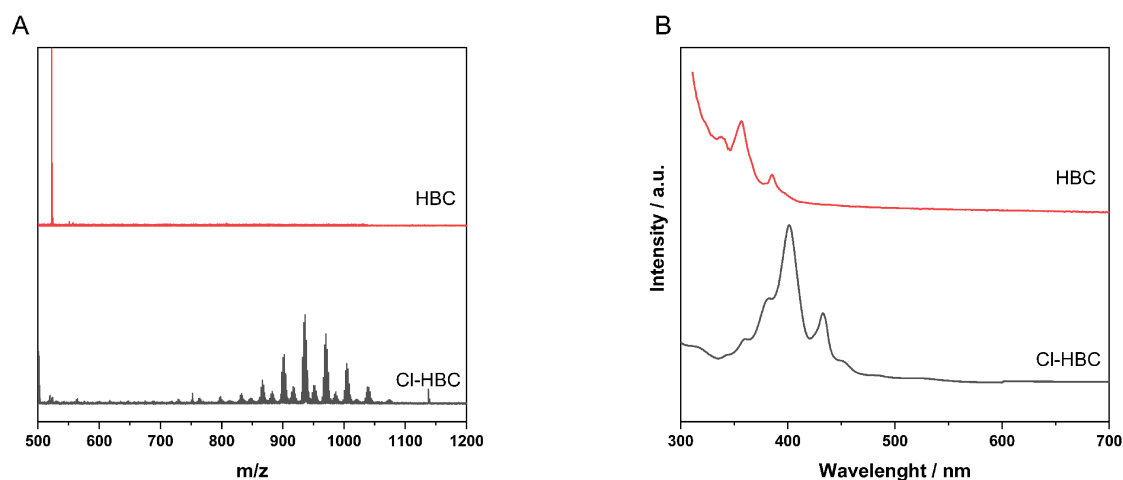 A
HBC
Cl-HBC
500 600 700 800 900 1000 1100 1200
m/z
B
Intensity / a.u.
HBC
Cl-HBC
300 400 500 600 700
Wavelenght / nm